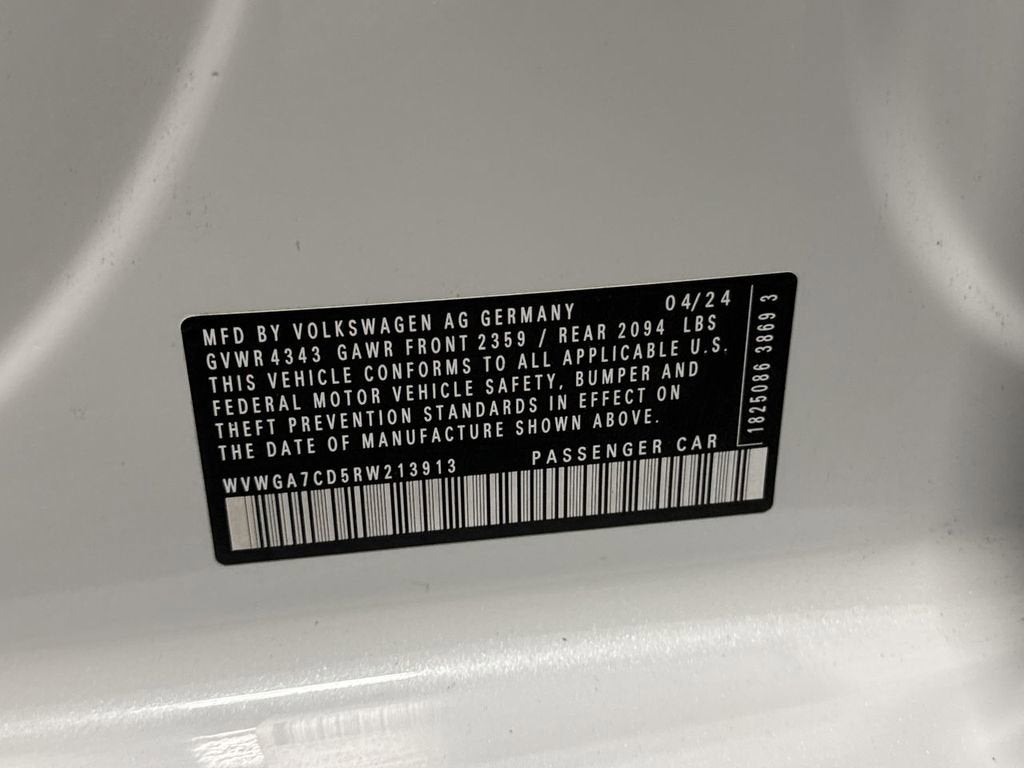 MFD BY VOLKSWAGEN AG GERMANY 04/24
GVWR 4343 GAWR FRONT 2359 / REAR 2094 LBS
THIS VEHICLE CONFORMS TO ALL APPLICABLE U.S.
FEDERAL MOTOR VEHICLE SAFETY, BUMPER AND
THEFT PREVENTION STANDARDS IN EFFECT ON
THE DATE OF MANUFACTURE SHOWN ABOVE.
WVWGA7CD5RW213913 PASSENGER CAR
1825086 3869 3